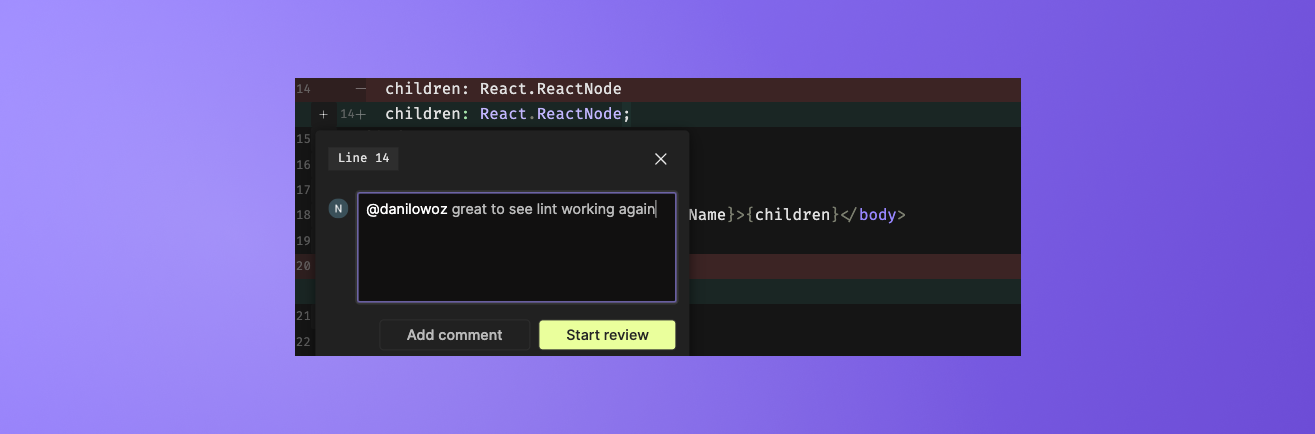 14 — children: React.ReactNode
+ 14+ children: React.ReactNode;
15
Line 14
16
17
N @danilowoz great to see lint working again
18 Name}>{children}</body>
19
20
21
Add comment Start review
22